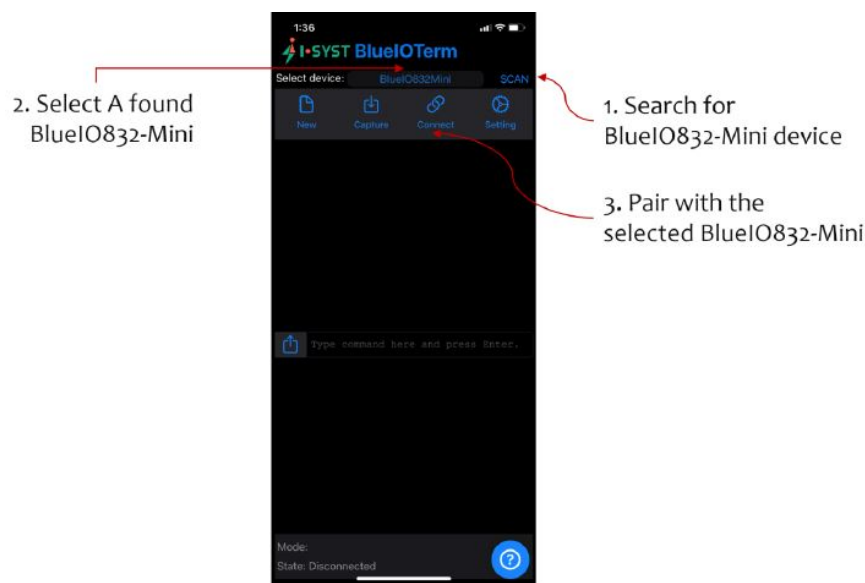 1:36
I-SYST BlueIOTerm
Select device: BlueIO832Mini SCAN
New Capture Connect Setting
2. Select A found
BlueIO832-Mini
1. Search for
BlueIO832-Mini device
3. Pair with the
selected BlueIO832-Mini
Type command here and press Enter.
Mode:
State: Disconnected
?